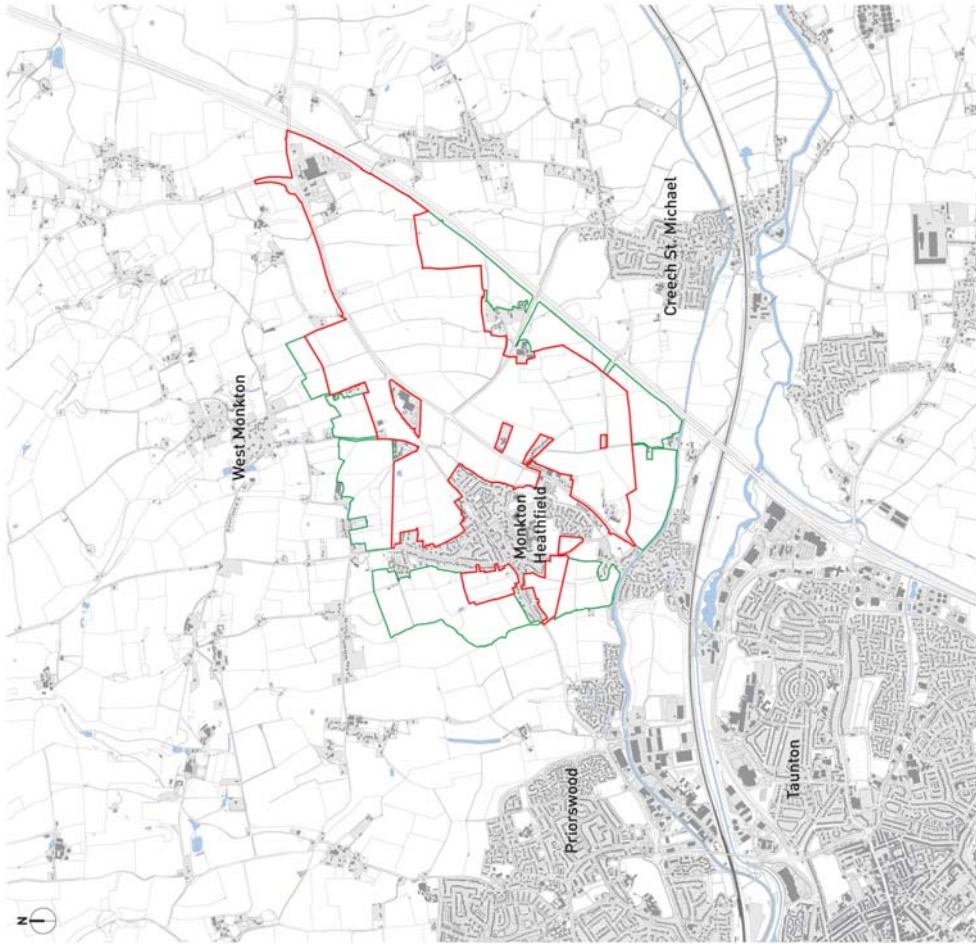 N
West Monkton
Creech St. Michael
Monkton
Heathfield
Priorswood
Taunton